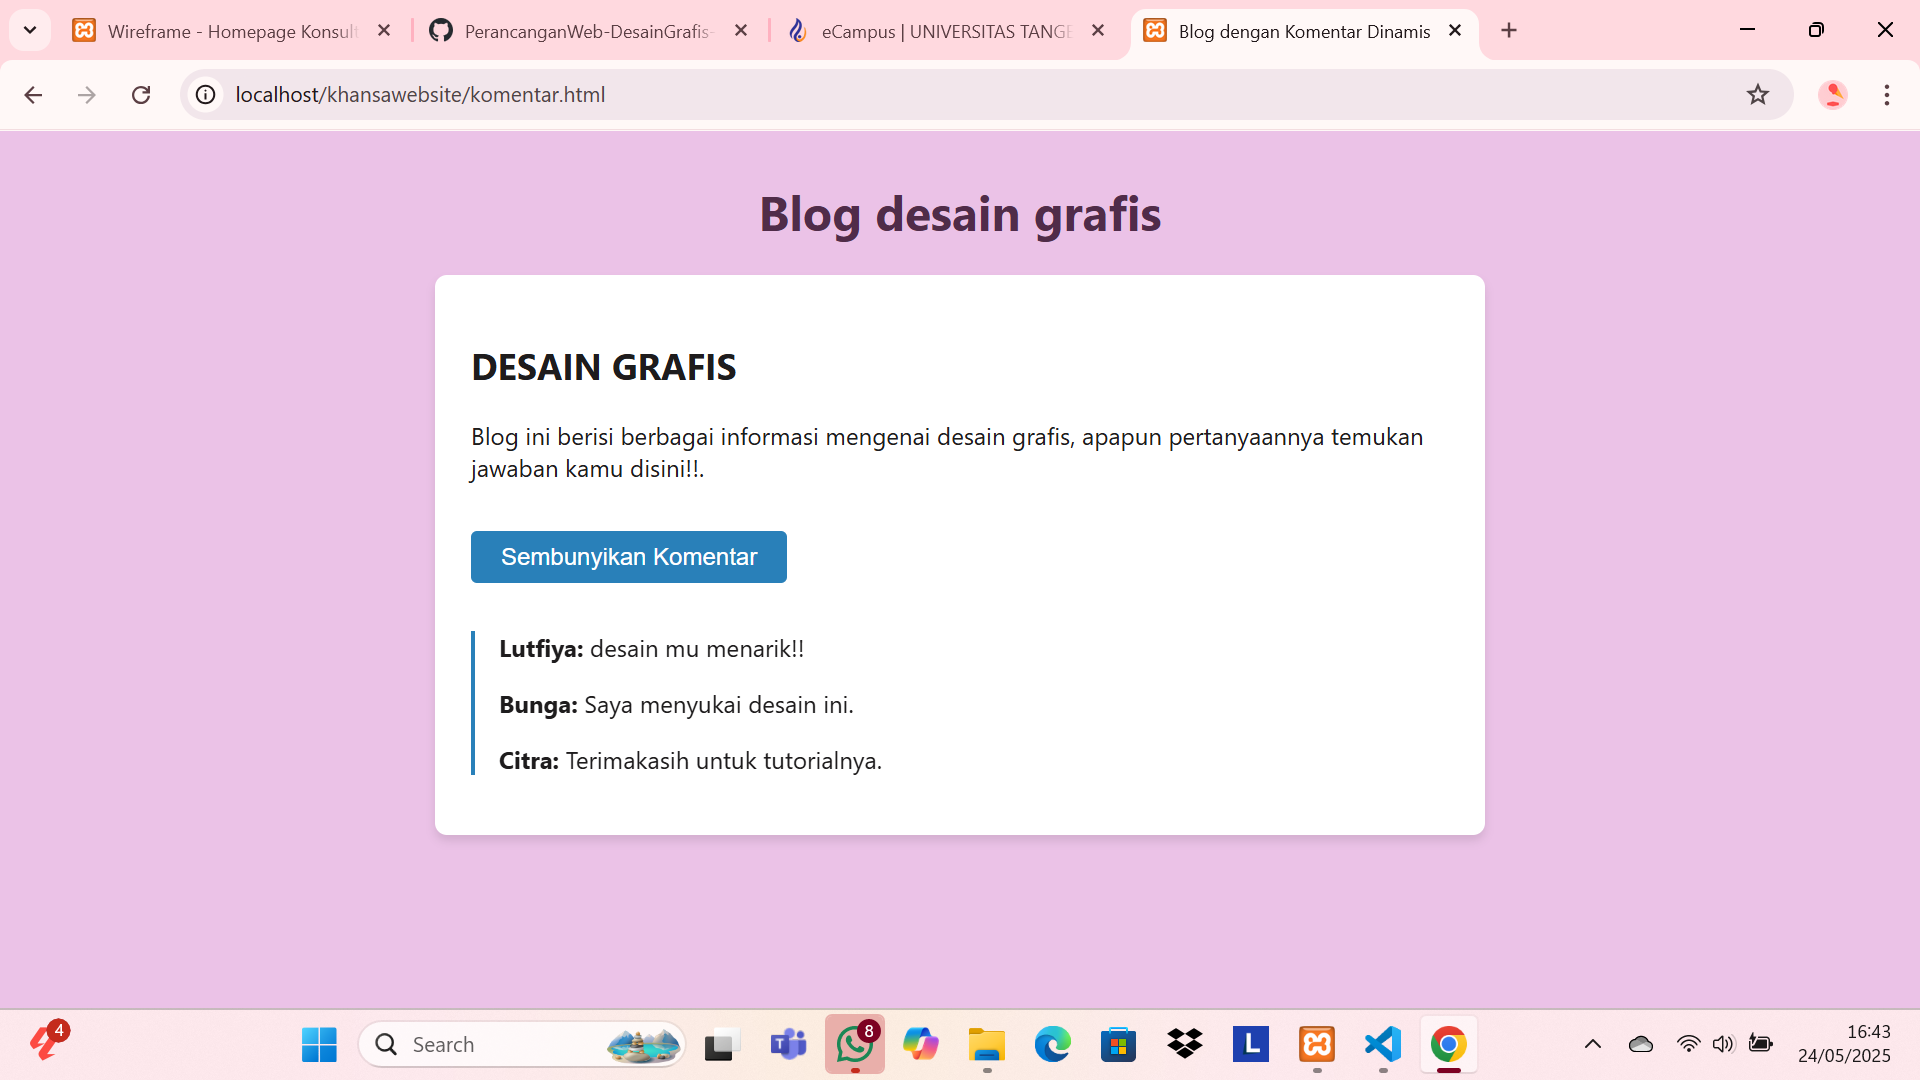 Wireframe - Homepage Konsult
PerancanganWeb-DesainGrafis-
eCampus | UNIVERSITAS TANGE
Blog dengan Komentar Dinamis
localhost/khansawebsite/komentar.html
Blog desain grafis
DESAIN GRAFIS
Blog ini berisi berbagai informasi mengenai desain grafis, apapun pertanyaannya temukan
jawaban kamu disini!!.
Sembunyikan Komentar
Lutfiya: desain mu menarik!!
Bunga: Saya menyukai desain ini.
Citra: Terimakasih untuk tutorialnya.
4
Search
T
8
L
16:43
24/05/2025